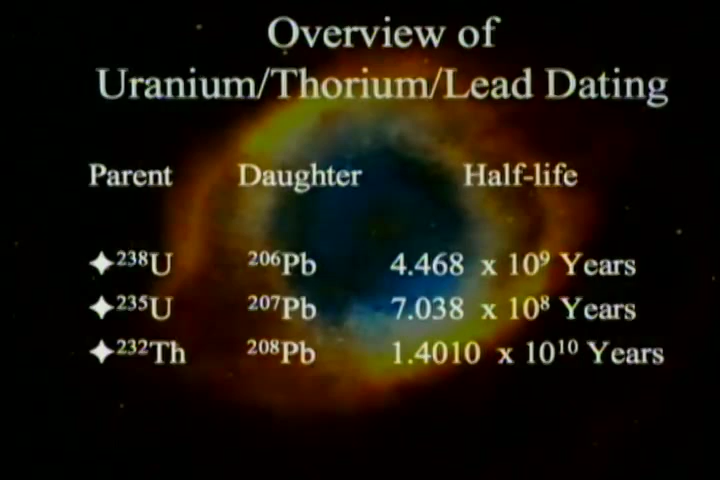 Overview of
Uranium/Thorium/Lead Dating
Parent Daughter Half-life
✦²³⁸U ²⁰⁶Pb 4.468 x 10⁹ Years
✦²³⁵U ²⁰⁷Pb 7.038 x 10⁸ Years
✦²³²Th ²⁰⁸Pb 1.4010 x 10¹⁰ Years